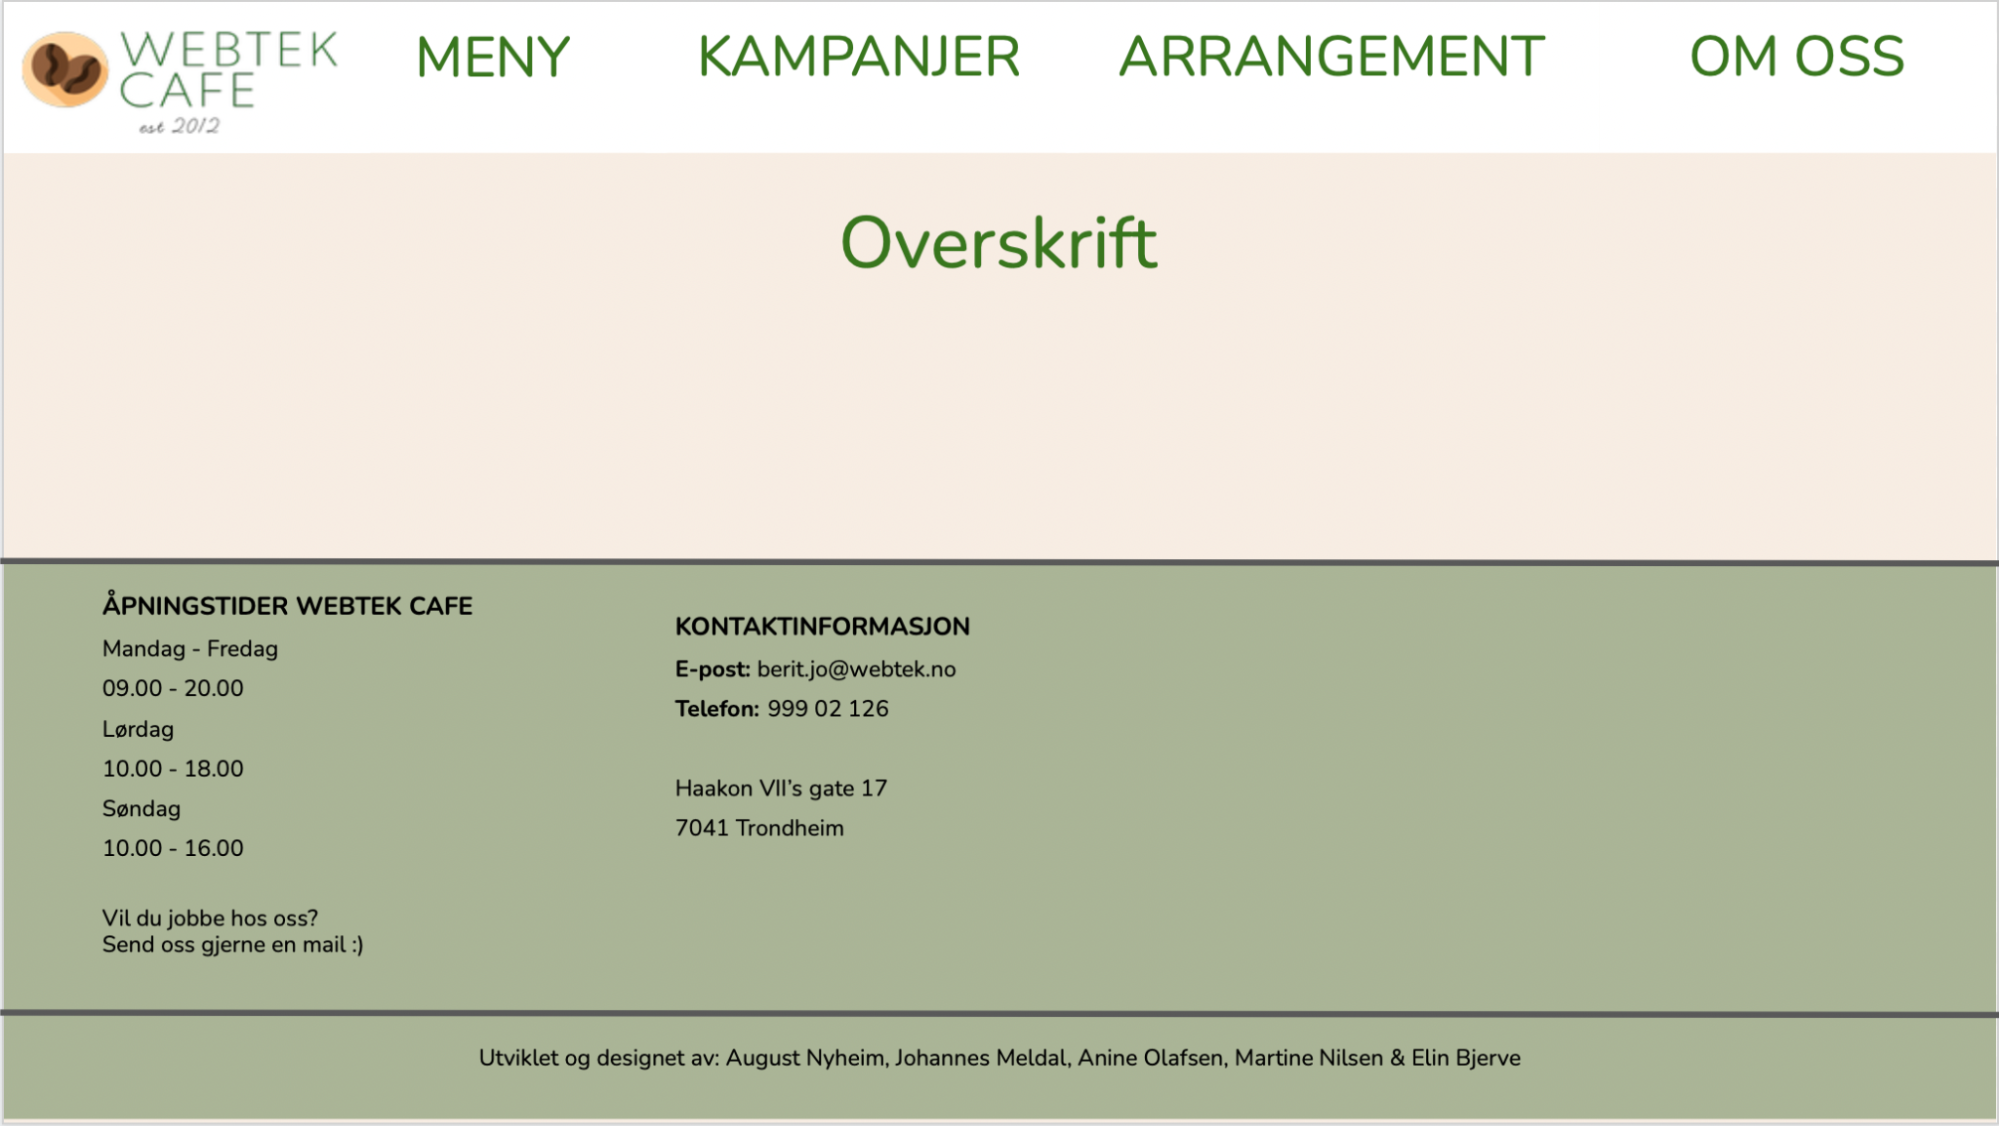 WEBTEK
CAFE
est 2012
MENY
KAMPANJER
ARRANGEMENT
OM OSS
Overskrift
ÅPNINGSTIDER WEBTEK CAFE
Mandag - Fredag
09.00 - 20.00
Lørdag
10.00 - 18.00
Søndag
10.00 - 16.00
Vil du jobbe hos oss?
Send oss gjerne en mail :)
KONTAKTINFORMASJON
E-post: berit.jo@webtek.no
Telefon: 999 02 126
Haakon VII’s gate 17
7041 Trondheim
Utviklet og designet av: August Nyheim, Johannes Meldal, Anine Olafsen, Martine Nilsen & Elin Bjerve